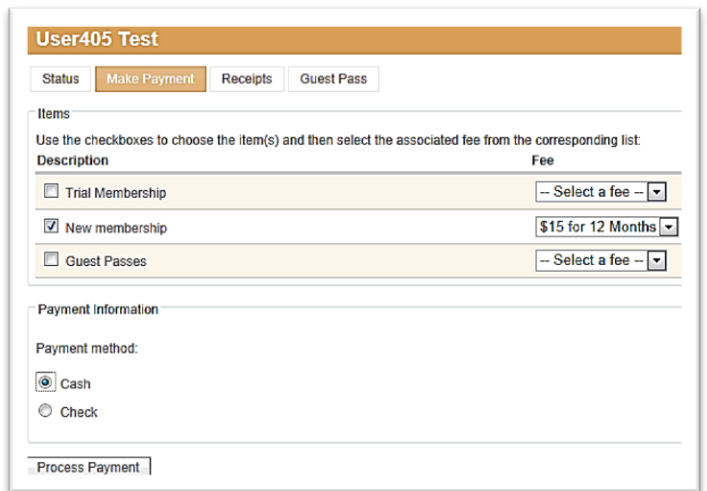 User405 Test
Status Make Payment Receipts Guest Pass
Items
Use the checkboxes to choose the item(s) and then select the associated fee from the corresponding list:
Description Fee
Trial Membership -- Select a fee --
New membership $15 for 12 Months
Guest Passes -- Select a fee --
Payment Information
Payment method:
Cash
Check
Process Payment